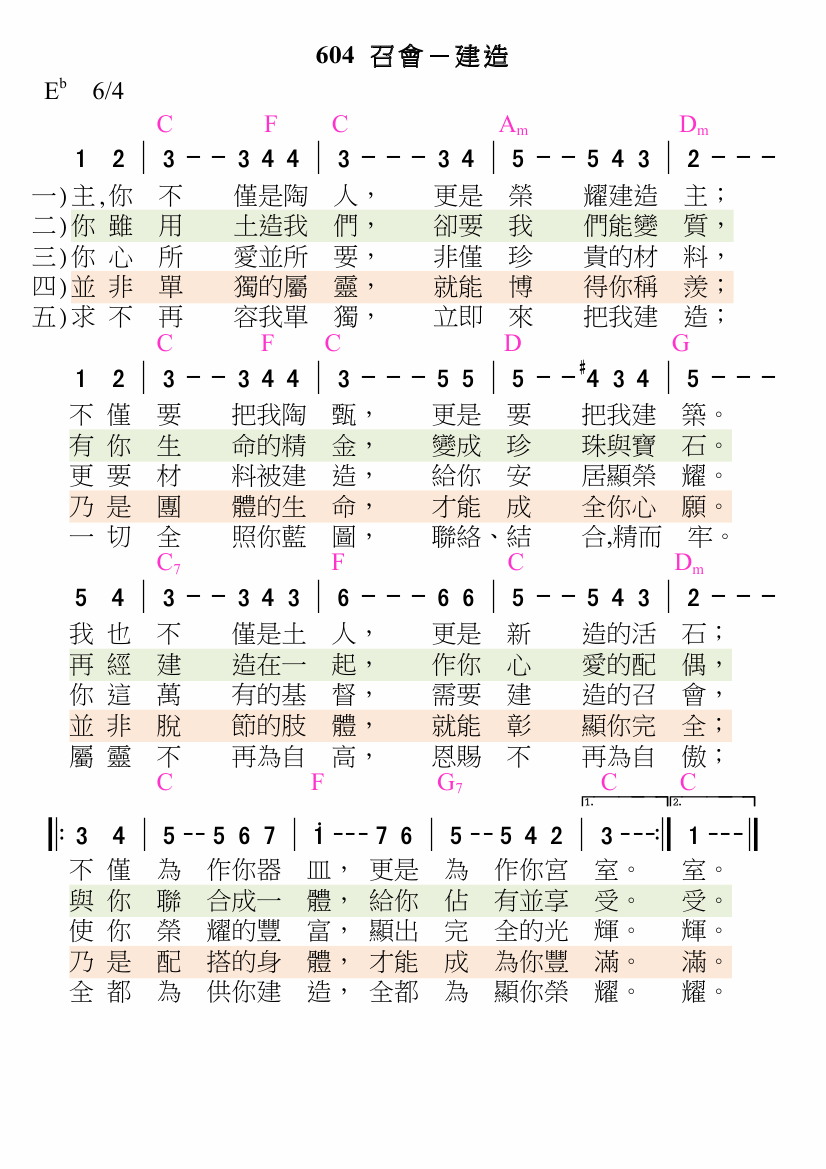 604 召會－建造
E♭ 6/4
C F C Am Dm
1 2 | 3 - - 3 4 4 | 3 - - - 3 4 | 5 - - 5 4 3 | 2 - - -
一)主,你 不 僅是陶 人， 更是 榮 耀建造 主；
二)你 雖 用 土造我 們， 卻要 我 們能變 質，
三)你 心 所 愛並所 要， 非僅 珍 貴的材 料，
四)並 非 單 獨的屬 靈， 就能 博 得你稱 羨；
五)求 不 再 容我單 獨， 立即 來 把我建 造；
C F C D G
1 2 | 3 - - 3 4 4 | 3 - - - 5 5 | 5 - - #4 3 4 | 5 - - -
不 僅 要 把我陶 甄， 更是 要 把我建 築。
有 你 生 命的精 金， 變成 珍 珠與寶 石。
更 要 材 料被建 造， 給你 安 居顯榮 耀。
乃 是 團 體的生 命， 才能 成 全你心 願。
一 切 全 照你藍 圖， 聯絡、結 合,精而 牢。
C7 F C Dm
5 4 | 3 - - 3 4 3 | 6 - - - 6 6 | 5 - - 5 4 3 | 2 - - -
我 也 不 僅是土 人， 更是 新 造的活 石；
再 經 建 造在一 起， 作你 心 愛的配 偶，
你 這 萬 有的基 督， 需要 建 造的召 會，
並 非 脫 節的肢 體， 就能 彰 顯你完 全；
屬 靈 不 再為自 高， 恩賜 不 再為自 傲；
C F G7 C C
1. 2.
‖: 3 4 | 5 - - 5 6 7 | i - - - 7 6 | 5 - - 5 4 2 | 3 - - - :‖ 1 - - - ‖
不 僅 為 作你器 皿， 更是 為 作你宮 室。 室。
與 你 聯 合成一 體， 給你 佔 有並享 受。 受。
使 你 榮 耀的豐 富， 顯出 完 全的光 輝。 輝。
乃 是 配 搭的身 體， 才能 成 為你豐 滿。 滿。
全 都 為 供你建 造， 全都 為 顯你榮 耀。 耀。